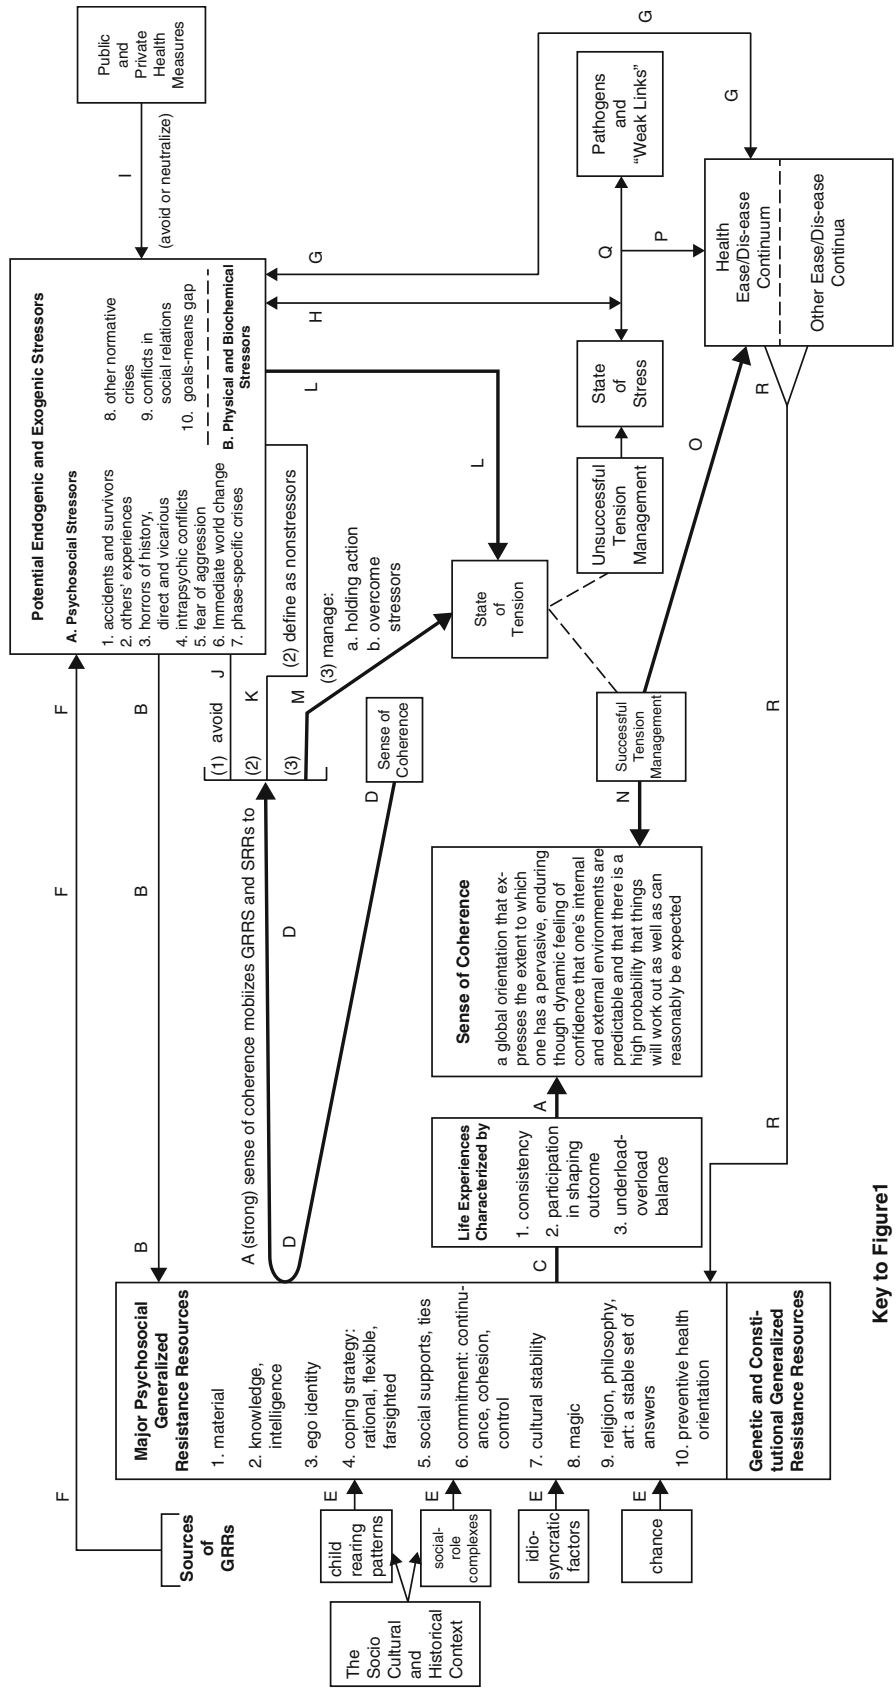 Sources
of
GRRs
The
Socio
Cultural
and
Historical
Context
child
rearing
patterns
social-
role
complexes
idio-
syncratic
factors
chance
E
E
E
E
Major Psychosocial
Generalized
Resistance Resources
1. material
2. knowledge,
intelligence
3. ego identity
4. coping strategy:
rational, flexible,
farsighted
5. social supports, ties
6. commitment: continu-
ance, cohesion,
control
7. cultural stability
8. magic
9. religion, philosophy,
art: a stable set of
answers
10. preventive health
orientation
Genetic and Consti-
tutional Generalized
Resistance Resources
F
F
F
B
B
B
A (strong) sense of coherence mobiizes GRRS and SRRs to
D
D
D
Sense of
Coherence
C
Life Experiences
Characterized by
1. consistency
2. participation
in shaping
outcome
3. underload-
overload
balance
A
Sense of Coherence
a global orientation that ex-
presses the extent to which
one has a pervasive, enduring
though dynamic feeling of
confidence that one's internal
and external environments are
predictable and that there is a
high probability that things
will work out as well as can
reasonably be expected
N
(1) avoid J
(2) K
(3) M
(2) define as nonstressors
(3) manage:
a. holding action
b. overcome
stressors
Potential Endogenic and Exogenic Stressors
A. Psychosocial Stressors
1. accidents and survivors
2. others' experiences
3. horrors of history,
direct and vicarious
4. intrapsychic conflicts
5. fear of aggression
6. Immediate world change
7. phase-specific crises
8. other normative
crises
9. conflicts in
social relations
10. goals-means gap
B. Physical and Biochemical
Stressors
I
(avoid or neutralize)
Public
and
Private
Health
Measures
L
L
State
of
Tension
Successful
Tension
Management
Unsuccessful
Tension
Management
State
of
Stress
H
G
G
G
Q
P
Pathogens
and
"Weak Links"
O
Health
Ease/Dis-ease
Continuum
Other Ease/Dis-ease
Continua
R
R
R
Key to Figure1